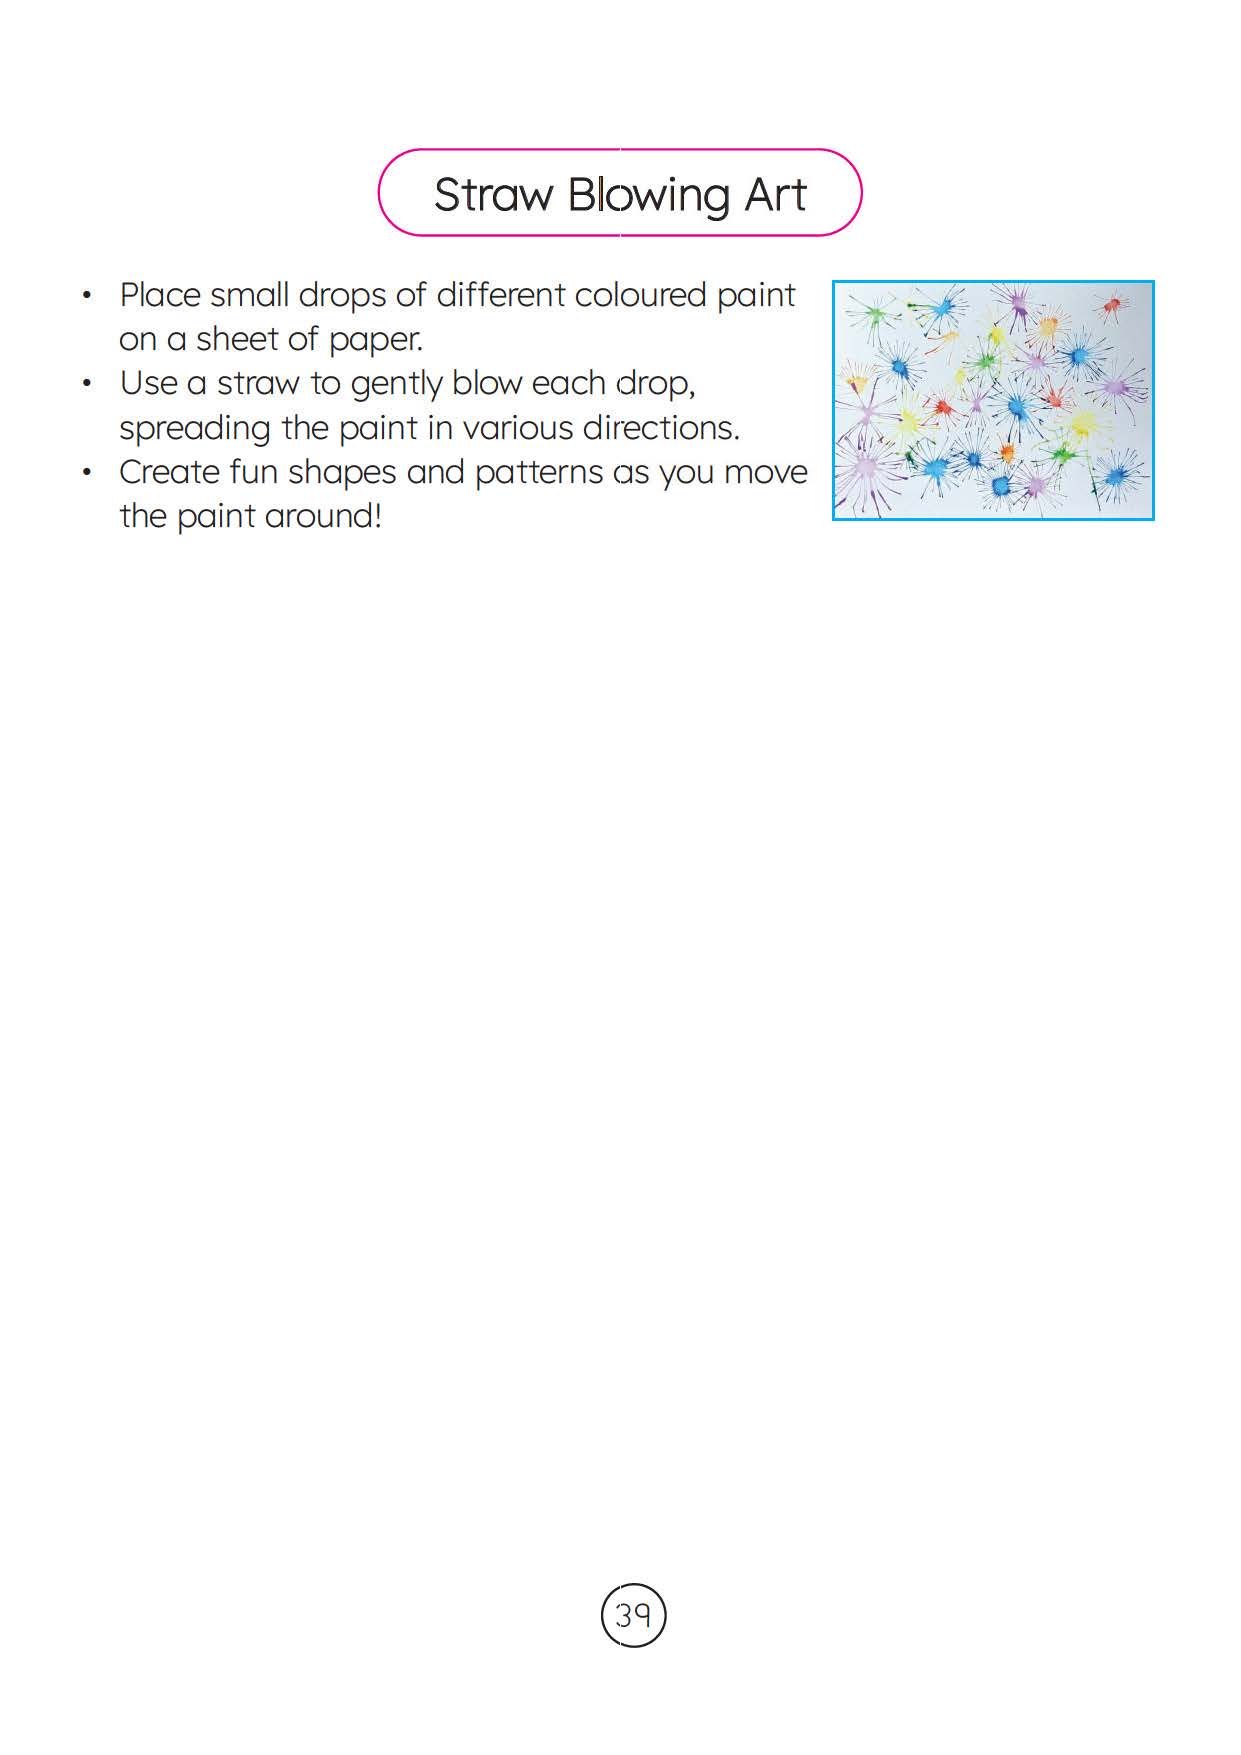 Straw Blowing Art
• Place small drops of different coloured paint
on a sheet of paper.
• Use a straw to gently blow each drop,
spreading the paint in various directions.
• Create fun shapes and patterns as you move
the paint around!
39